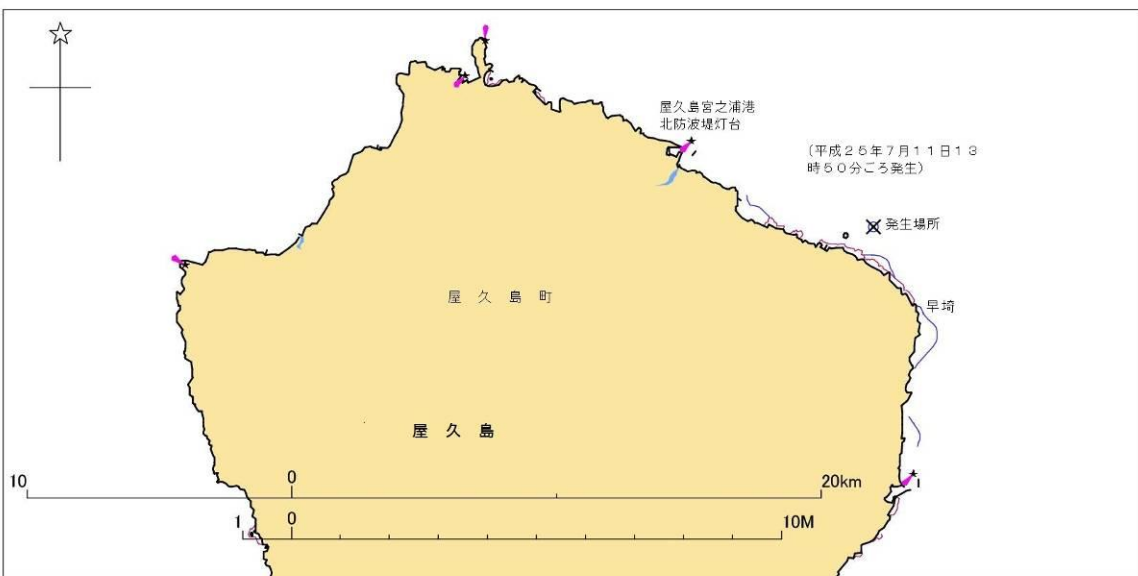 屋久島宮之浦港
北防波堤灯台
（平成２５年７月１１日１３
時５０分ごろ発生）
発生場所
屋 久 島 町
早埼
屋 久 島
10 0 20km
1 0 10M